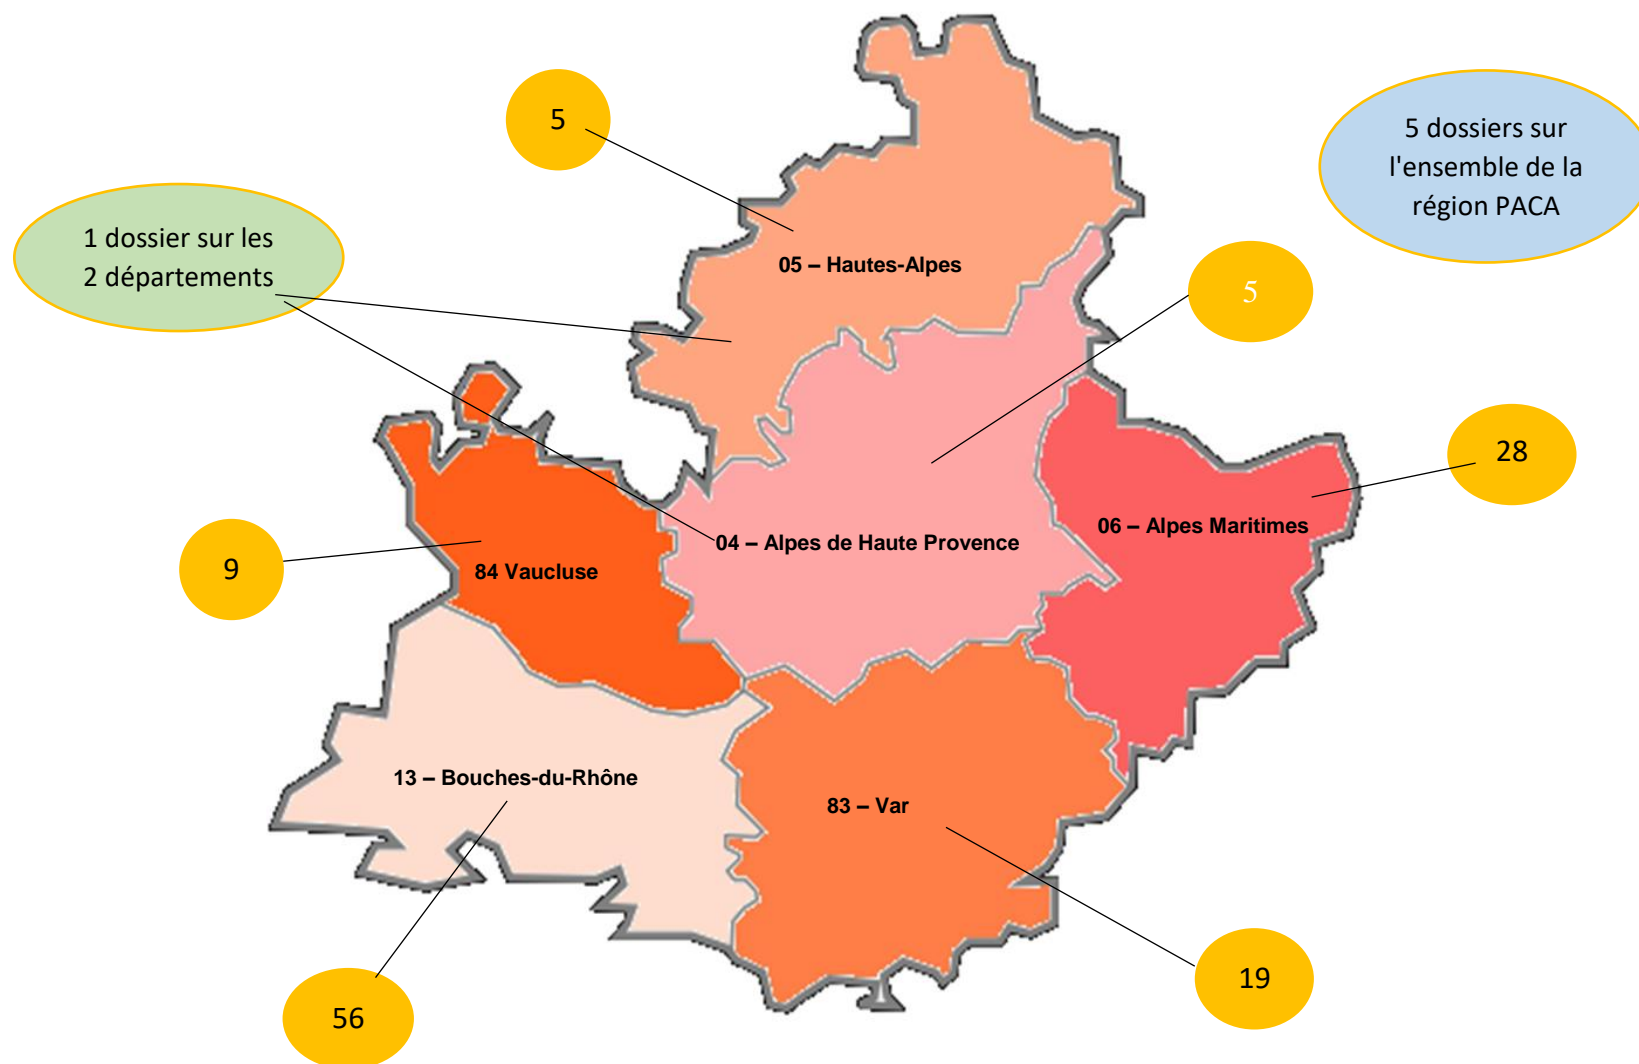 5
5 dossiers sur
l'ensemble de la
région PACA
1 dossier sur les
2 départements
05 – Hautes-Alpes
5
28
06 – Alpes Maritimes
04 – Alpes de Haute Provence
9
84 Vaucluse
13 – Bouches-du-Rhône
83 – Var
19
56